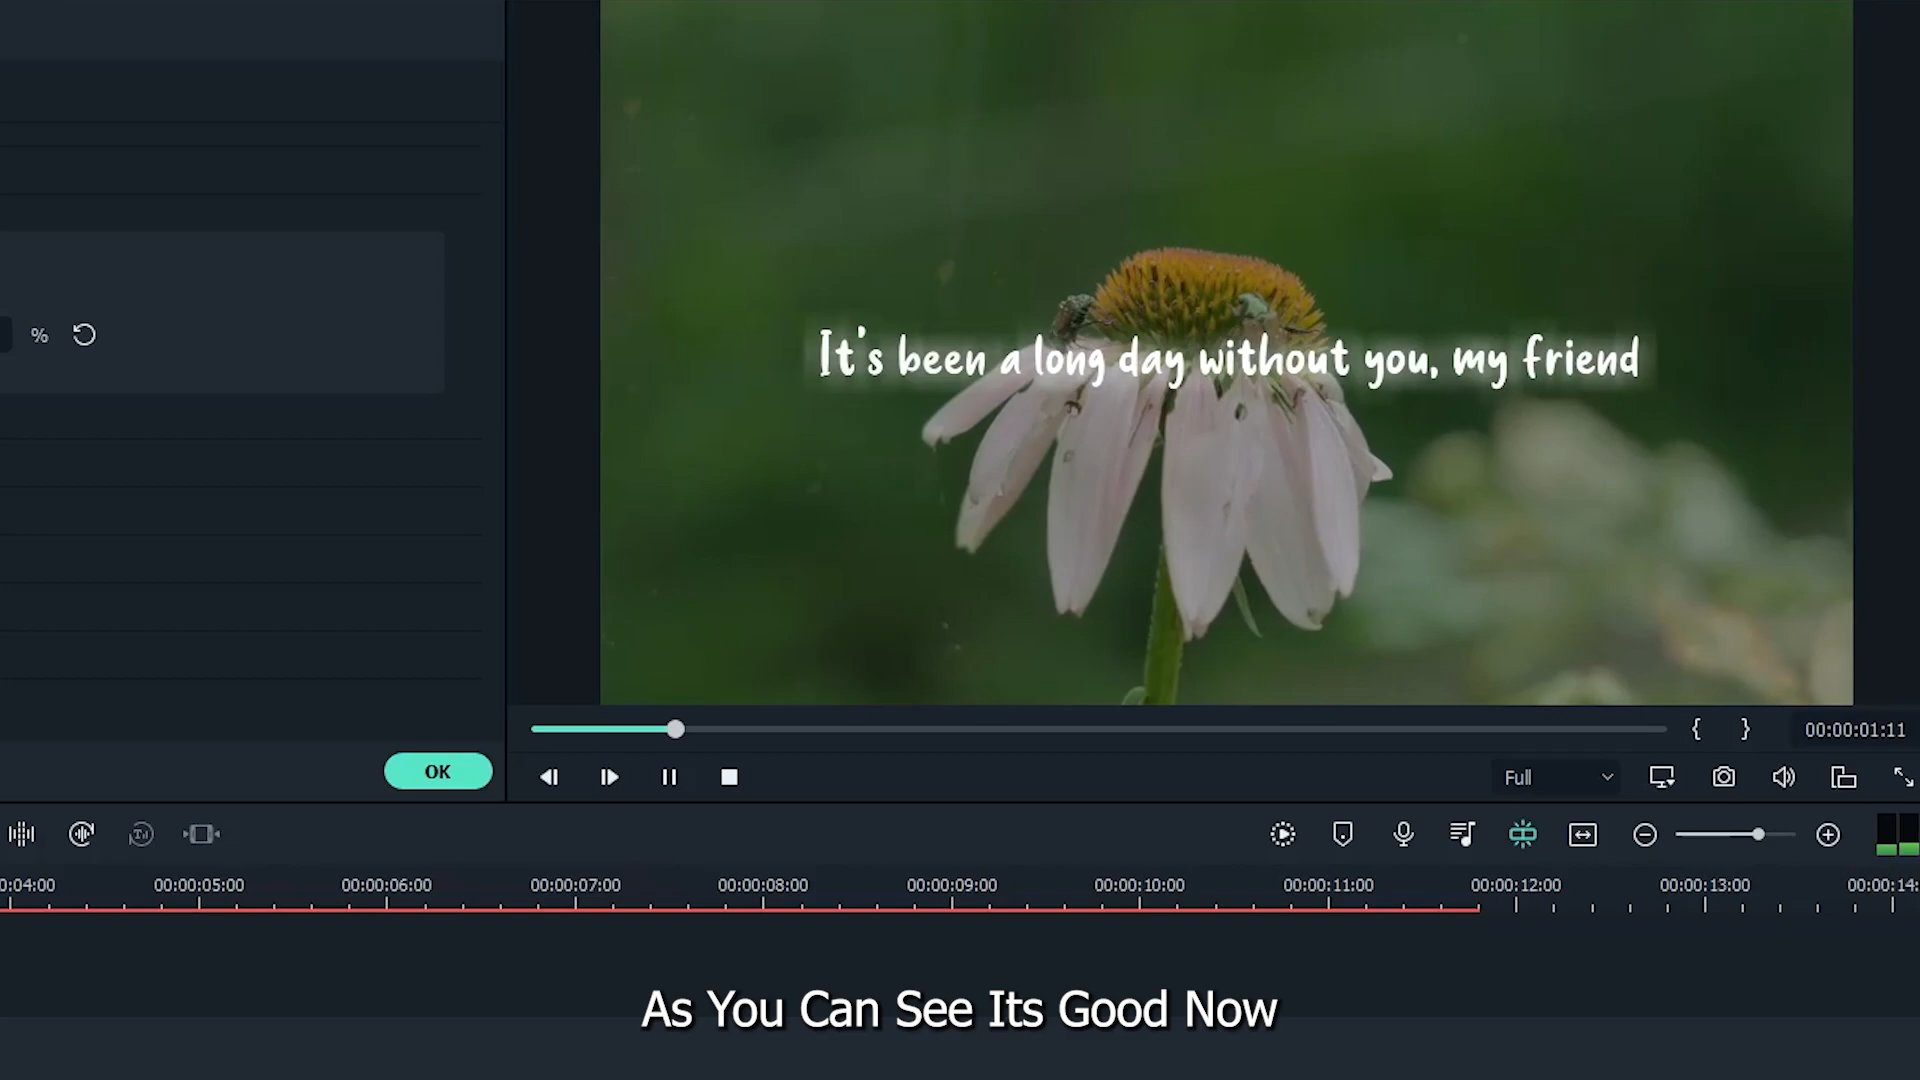 %
It's been a long day without you, my friend
{ } 00:00:01:11
OK
Full
0:04:00 00:00:05:00 00:00:06:00 00:00:07:00 00:00:08:00 00:00:09:00 00:00:10:00 00:00:11:00 00:00:12:00 00:00:13:00 00:00:14:
As You Can See Its Good Now